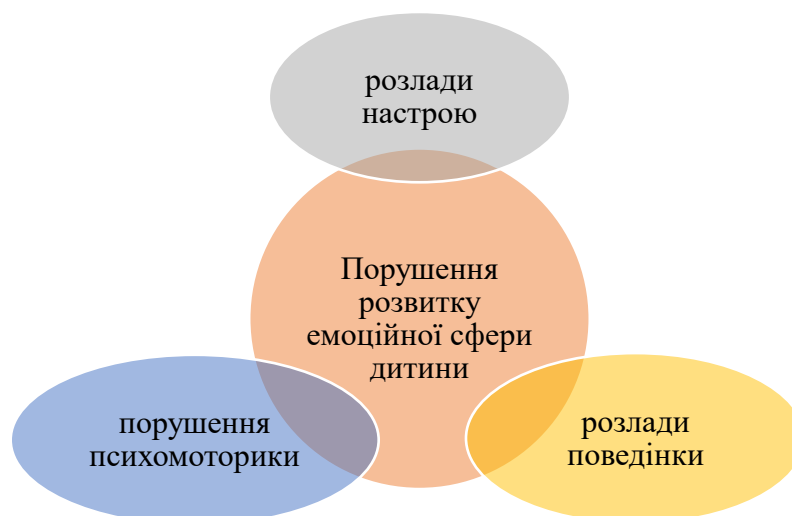 розлади
настрою
Порушення
розвитку
емоційної сфери
дитини
порушення
психомоторики
розлади
поведінки